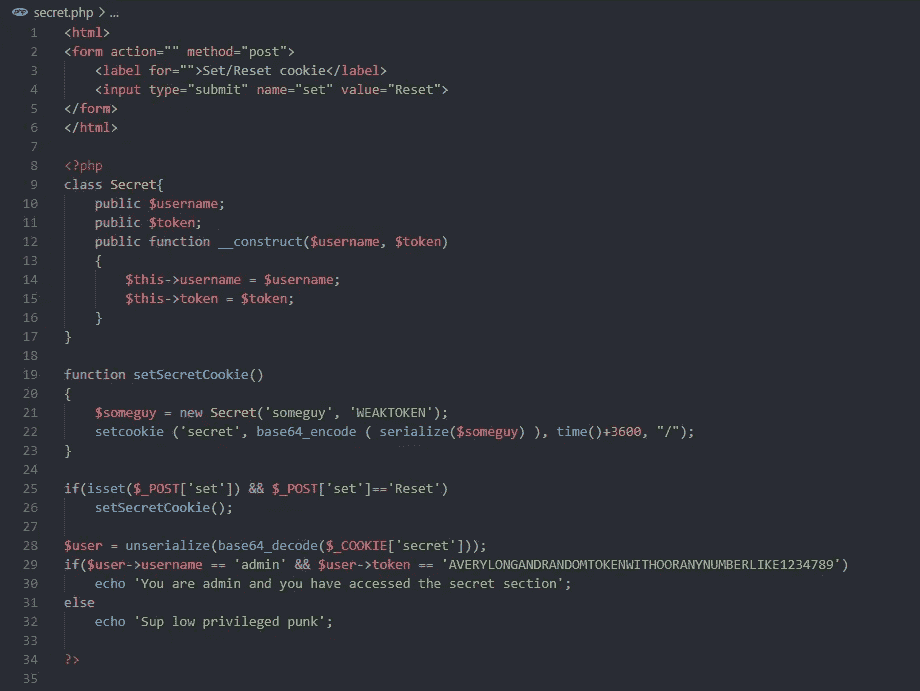 secret.php > ...
1 <html>
2 <form action="" method="post">
3     <label for="">Set/Reset cookie</label>
4     <input type="submit" name="set" value="Reset">
5 </form>
6 </html>
7
8 <?php
9 class Secret{
10     public $username;
11     public $token;
12     public function __construct($username, $token)
13     {
14         $this->username = $username;
15         $this->token = $token;
16     }
17 }
18
19 function setSecretCookie()
20 {
21     $someguy = new Secret('someguy', 'WEAKTOKEN');
22     setcookie ('secret', base64_encode ( serialize($someguy) ), time()+3600, "/");
23 }
24
25 if(isset($_POST['set']) && $_POST['set']=='Reset')
26     setSecretCookie();
27
28 $user = unserialize(base64_decode($_COOKIE['secret']));
29 if($user->username == 'admin' && $user->token == 'AVERYLONGANDRANDOMTOKENWITHOORANYNUMBERLIKE1234789')
30     echo 'You are admin and you have accessed the secret section';
31 else
32     echo 'Sup low privileged punk';
33
34 ?>
35